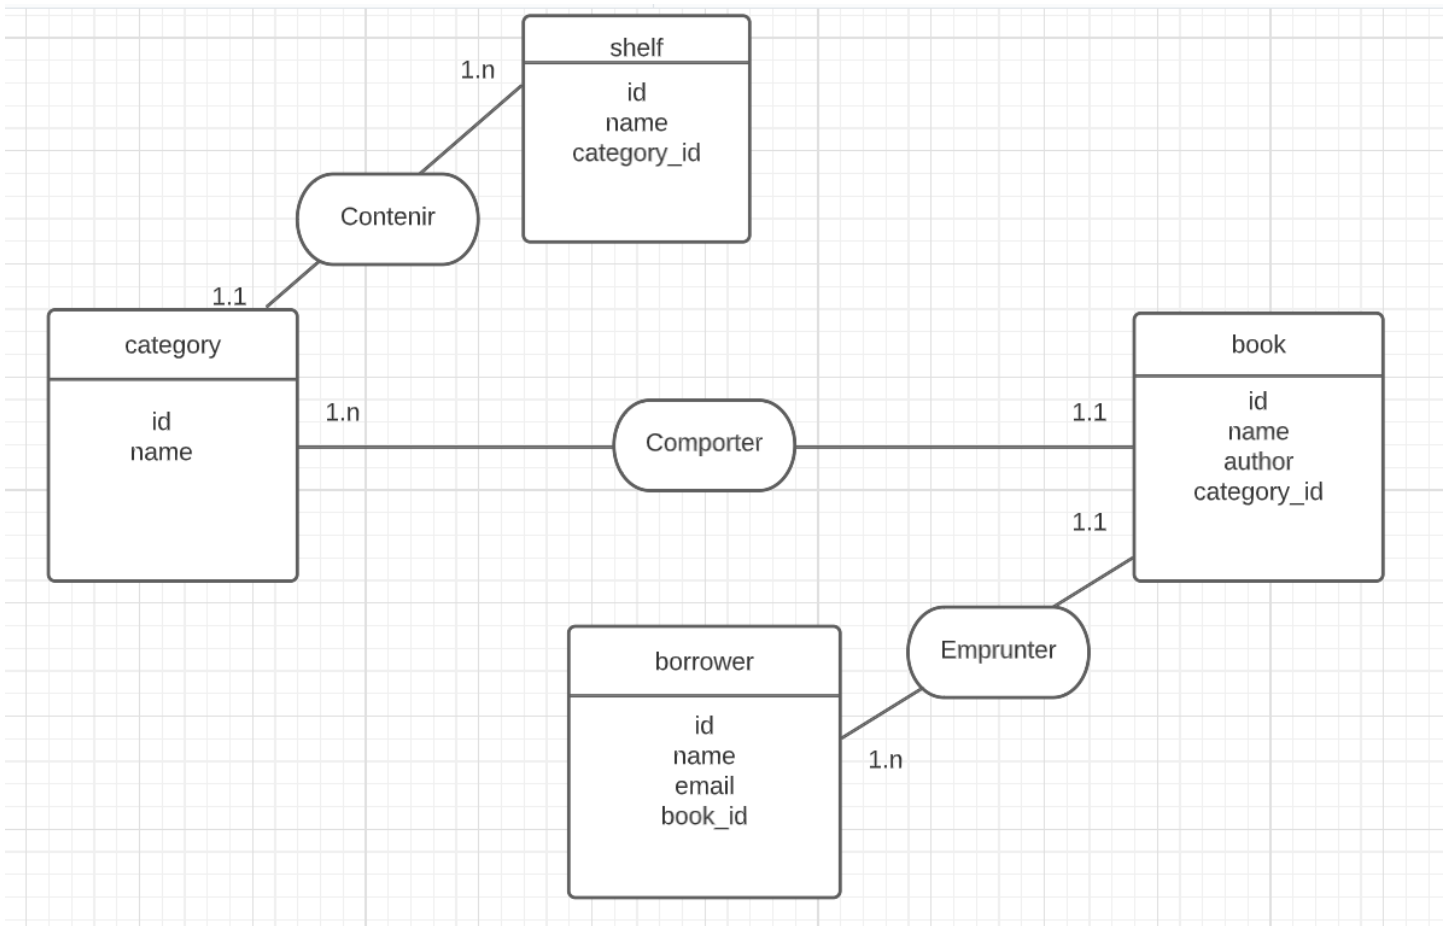 shelf
1.n
id
name
category_id
Contenir
1.1
category
id
name
1.n
Comporter
1.1
book
id
name
author
category_id
1.1
Emprunter
borrower
id
name
email
book_id
1.n